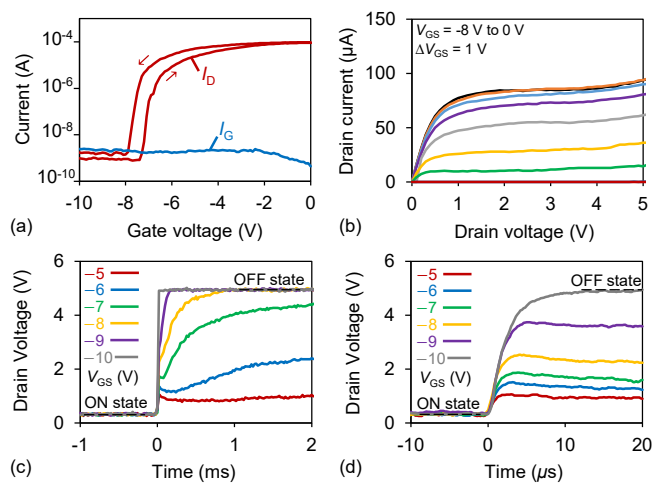 10⁻⁴
10⁻⁶
10⁻⁸
10⁻¹⁰
Current (A)
I_D
I_G
-10 -8 -6 -4 -2 0
Gate voltage (V)
(a)
V_GS = -8 V to 0 V
ΔV_GS = 1 V
150
100
50
0
Drain current (µA)
0 1 2 3 4 5
Drain voltage (V)
(b)
6
4
2
0
Drain Voltage (V)
−5
−6
−7
−8
−9
−10
V_GS (V)
OFF state
ON state
-1 0 1 2
Time (ms)
(c)
6
4
2
0
Drain Voltage (V)
−5
−6
−7
−8
−9
−10
V_GS (V)
OFF state
ON state
-10 0 10 20
Time (µs)
(d)